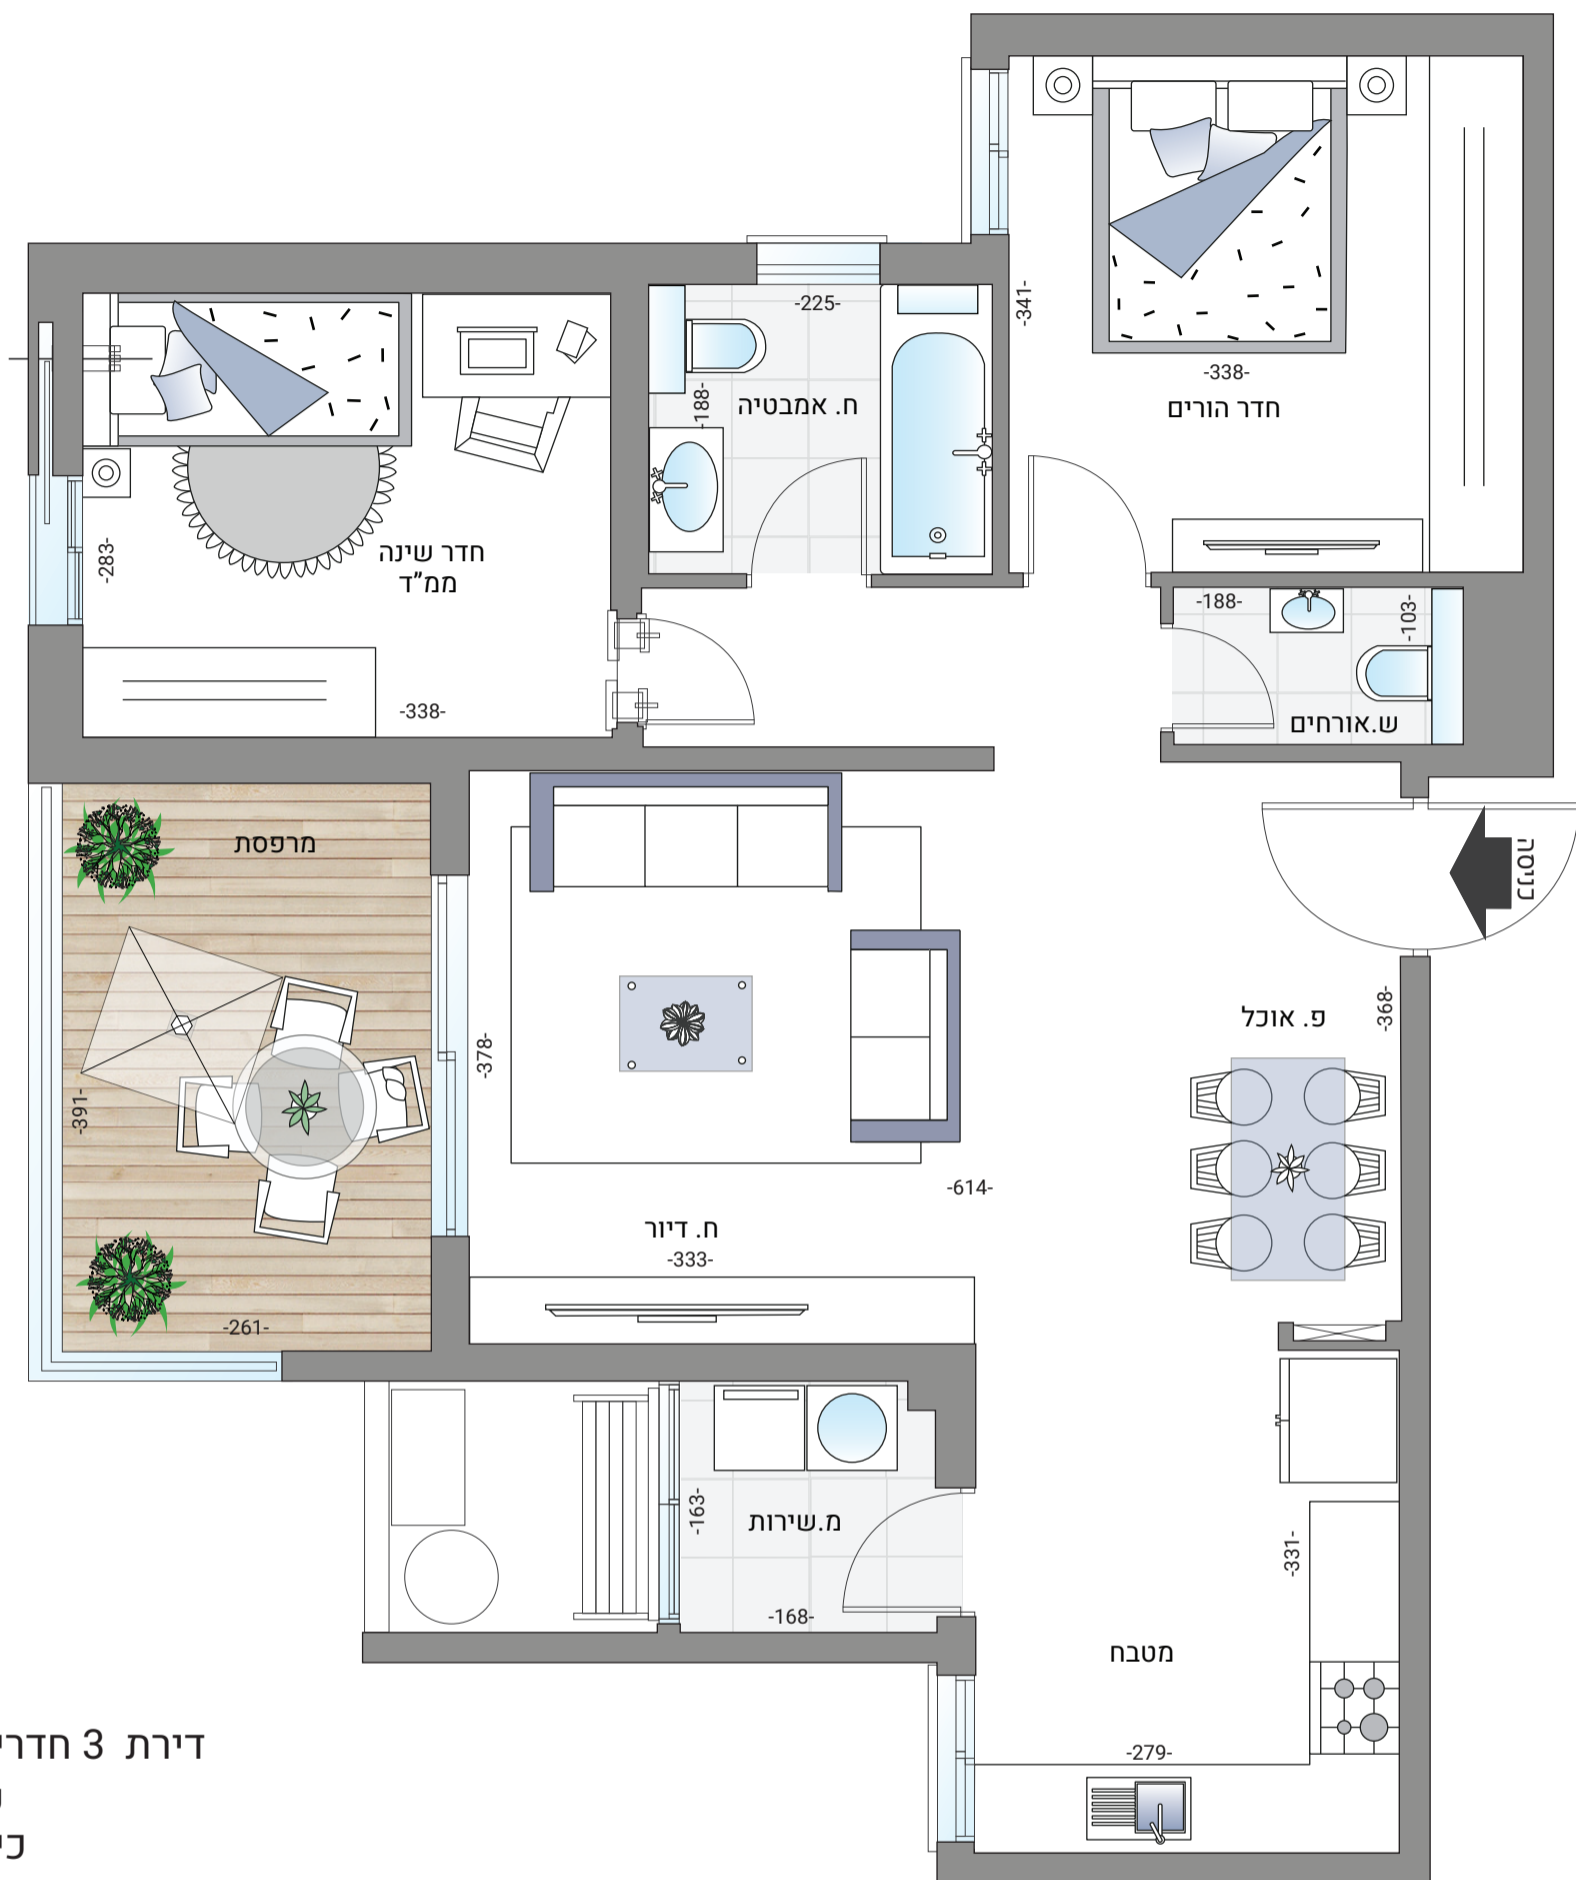 -341-
-338-
חדר הורים
-225-
-188-
ח. אמבטיה
-283-
חדר שינה
ממ״ד
-338-
-188-
-103-
ש.אורחים
כניסה
מרפסת
-391-
-261-
-378-
-614-
ח. דיור
-333-
פ. אוכל
-368-
-163-
מ.שירות
-168-
-331-
מטבח
-279-
דירת 3